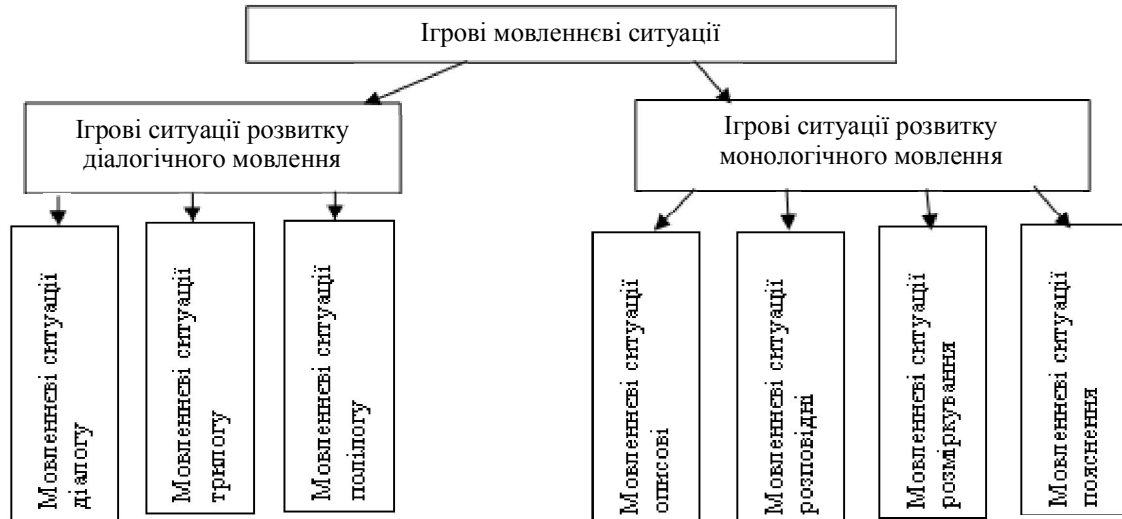 Ігрові мовленнєві ситуації
Ігрові ситуації розвитку
діалогічного мовлення
Ігрові ситуації розвитку
монологічного мовлення
Мовленнєві ситуації
діалогу
Мовленнєві ситуації
трилогу
Мовленнєві ситуації
полілогу
Мовленнєві ситуації
описові
Мовленнєві ситуації
розповідні
Мовленнєві ситуації
розміркування
Мовленнєві ситуації
пояснення